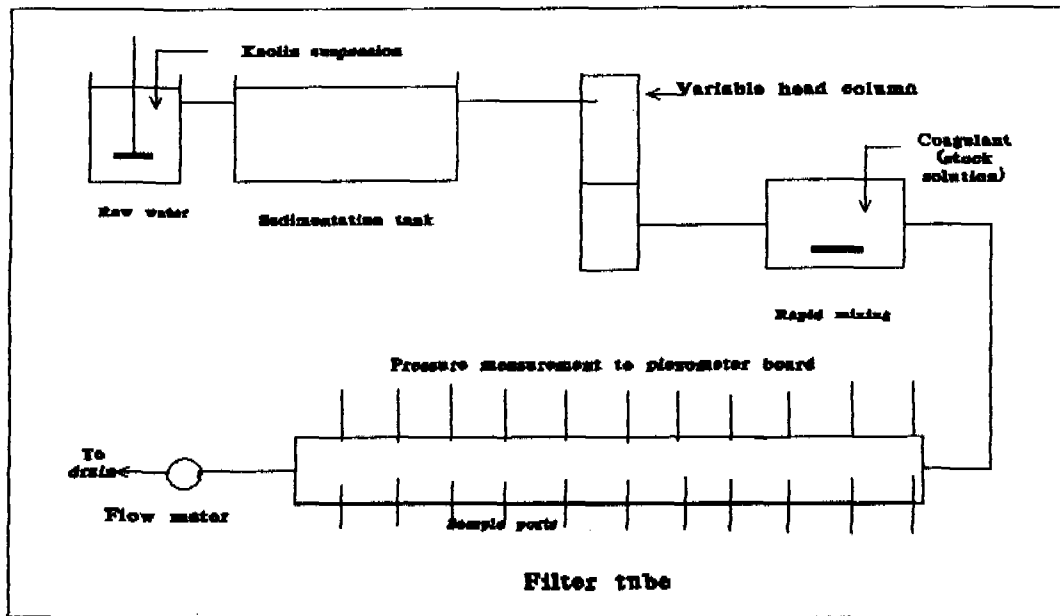 Kaolin suspension
Variable head column
Coagulant
(stock
solution)
Raw water
Sedimentation tank
Rapid mixing
Pressure measurement to piezometer board
To
drain
Flow meter
Sample ports
Filter tube